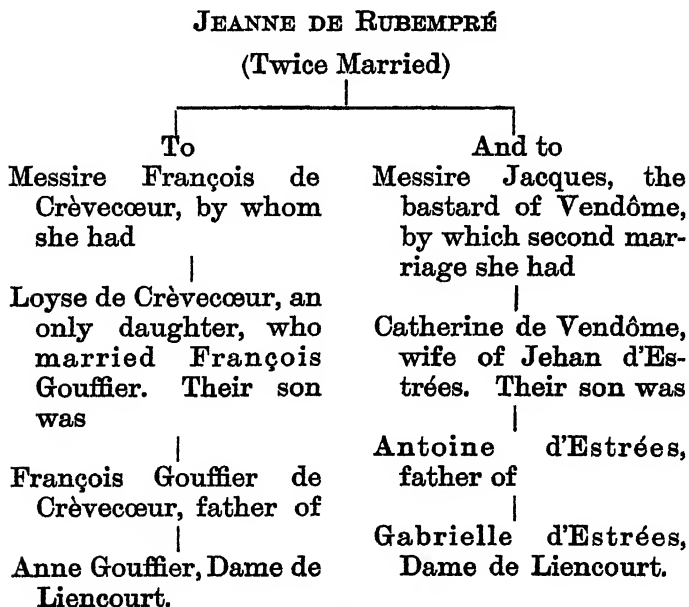 JEANNE DE RUBEMPRÉ
(Twice Married)
To
Messire François de
Crèvecœur, by whom
she had
Loyse de Crèvecœur, an
only daughter, who
married François
Gouffier. Their son
was
François Gouffier de
Crèvecœur, father of
Anne Gouffier, Dame de
Liencourt.
And to
Messire Jacques, the
bastard of Vendôme,
by which second mar-
riage she had
Catherine de Vendôme,
wife of Jehan d'Es-
trées. Their son was
Antoine d'Estrées,
father of
Gabrielle d'Estrées,
Dame de Liencourt.